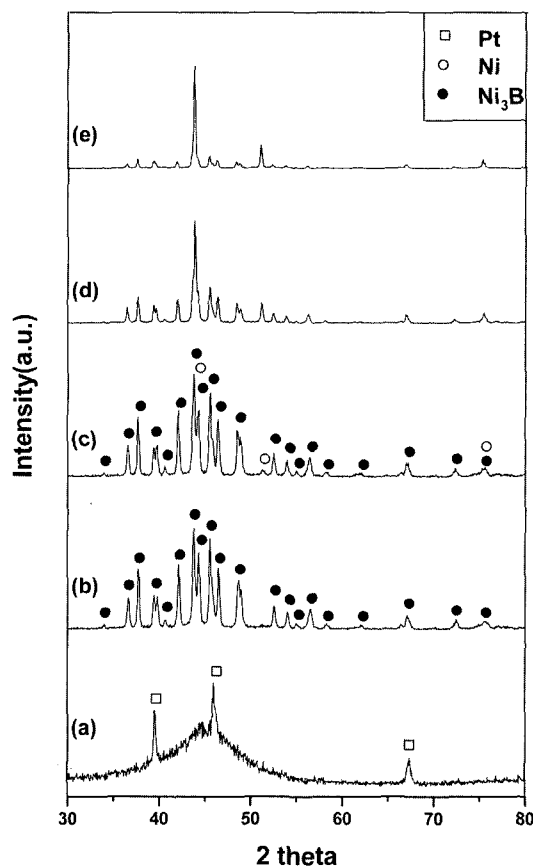 □ Pt
○ Ni
● Ni₃B
(e)
(d)
(c)
(b)
(a)
Intensity(a.u.)
30 40 50 60 70 80
2 theta